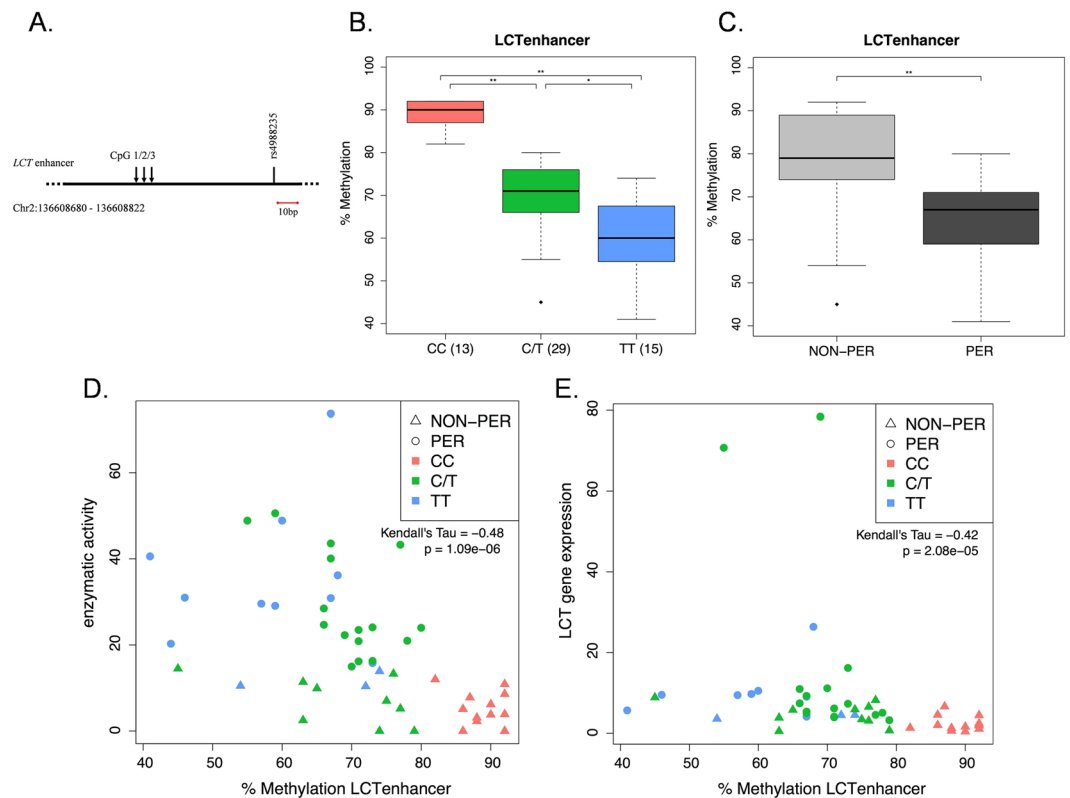 A.
LCT enhancer
CpG 1/2/3
rs4988235
10bp
Chr2:136608680 - 136608822
B.
LCTenhancer
% Methylation
100
90
80
70
60
50
40
** 
** *
CC (13) C/T (29) TT (15)
C.
LCTenhancer
% Methylation
100
90
80
70
60
50
40
**
NON−PER PER
D.
enzymatic activity
60
40
20
0
NON−PER
PER
CC
C/T
TT
Kendall's Tau = −0.48
p = 1.09e−06
40 50 60 70 80 90
% Methylation LCTenhancer
E.
LCT gene expression
80
60
40
20
0
NON−PER
PER
CC
C/T
TT
Kendall's Tau = −0.42
p = 2.08e−05
40 50 60 70 80 90
% Methylation LCTenhancer